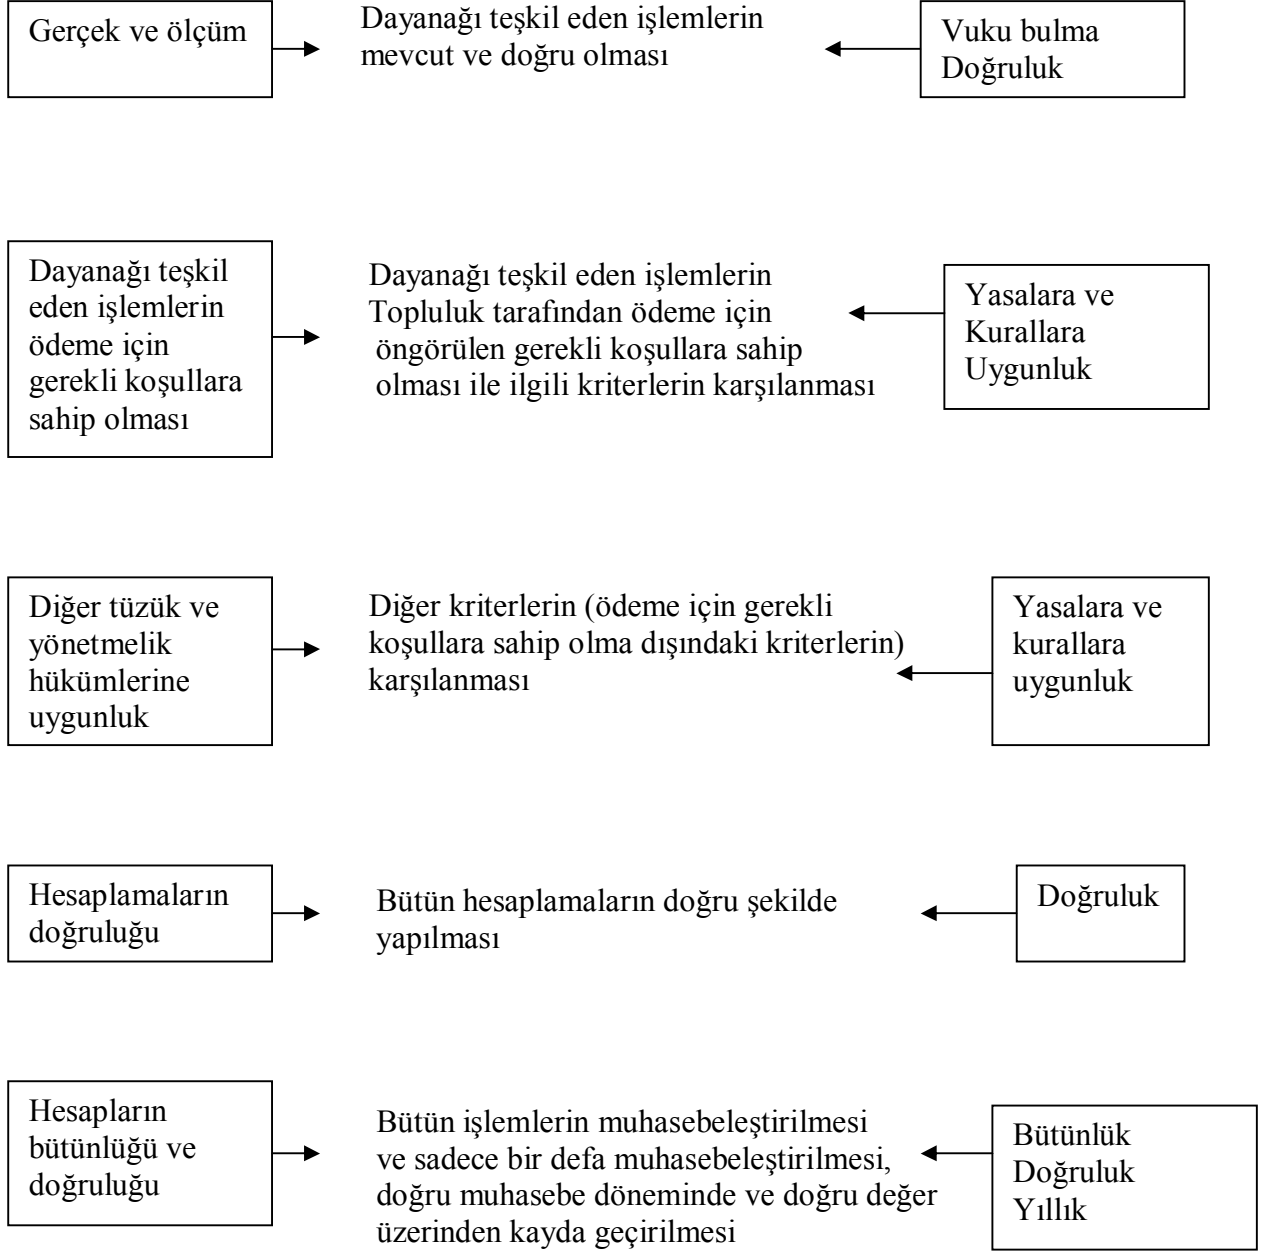 Gerçek ve ölçüm
Dayanağı teşkil eden işlemlerin
mevcut ve doğru olması
Vuku bulma
Doğruluk
Dayanağı teşkil
eden işlemlerin
ödeme için
gerekli koşullara
sahip olması
Dayanağı teşkil eden işlemlerin
Topluluk tarafından ödeme için
öngörülen gerekli koşullara sahip
olması ile ilgili kriterlerin karşılanması
Yasalara ve
Kurallara
Uygunluk
Diğer tüzük ve
yönetmelik
hükümlerine
uygunluk
Diğer kriterlerin (ödeme için gerekli
koşullara sahip olma dışındaki kriterlerin)
karşılanması
Yasalara ve
kurallara
uygunluk
Hesaplamaların
doğruluğu
Bütün hesaplamaların doğru şekilde
yapılması
Doğruluk
Hesapların
bütünlüğü ve
doğruluğu
Bütün işlemlerin muhasebeleştirilmesi
ve sadece bir defa muhasebeleştirilmesi,
doğru muhasebe döneminde ve doğru değer
üzerinden kayda geçirilmesi
Bütünlük
Doğruluk
Yıllık